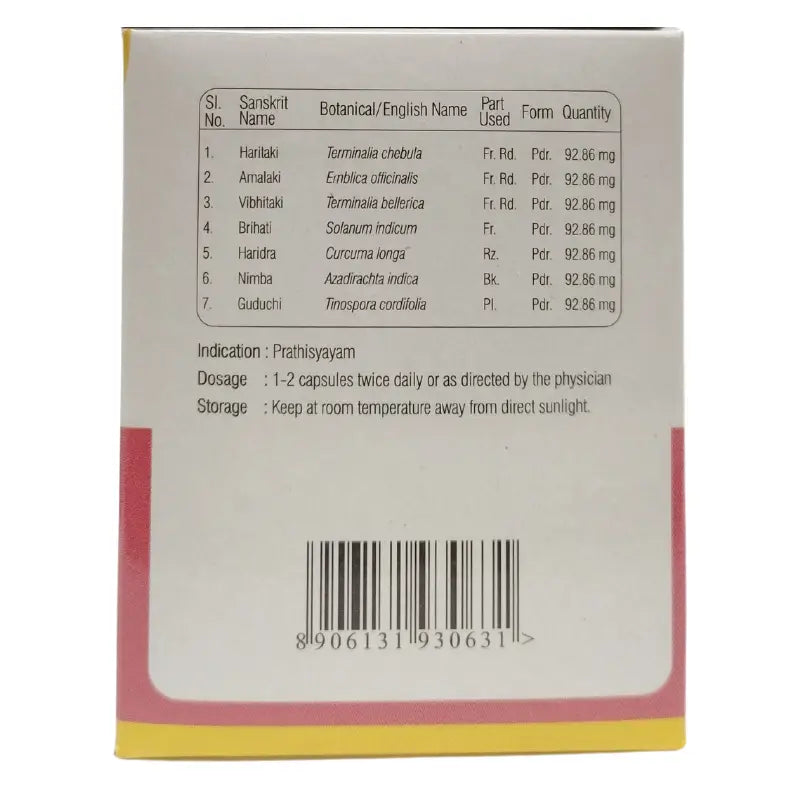 Sl. No. Sanskrit Name Botanical/English Name Part Used Form Quantity
1. Haritaki Terminalia chebula Fr. Rd. Pdr. 92.86 mg
2. Amalaki Emblica officinalis Fr. Rd. Pdr. 92.86 mg
3. Vibhitaki Terminalia bellerica Fr. Rd. Pdr. 92.86 mg
4. Brihati Solanum indicum Fr. Pdr. 92.86 mg
5. Haridra Curcuma longa Rz. Pdr. 92.86 mg
6. Nimba Azadirachta indica Bk. Pdr. 92.86 mg
7. Guduchi Tinospora cordifolia Pl. Pdr. 92.86 mg
Indication : Prathisyayam
Dosage : 1-2 capsules twice daily or as directed by the physician
Storage : Keep at room temperature away from direct sunlight.
8 906131 930631 >